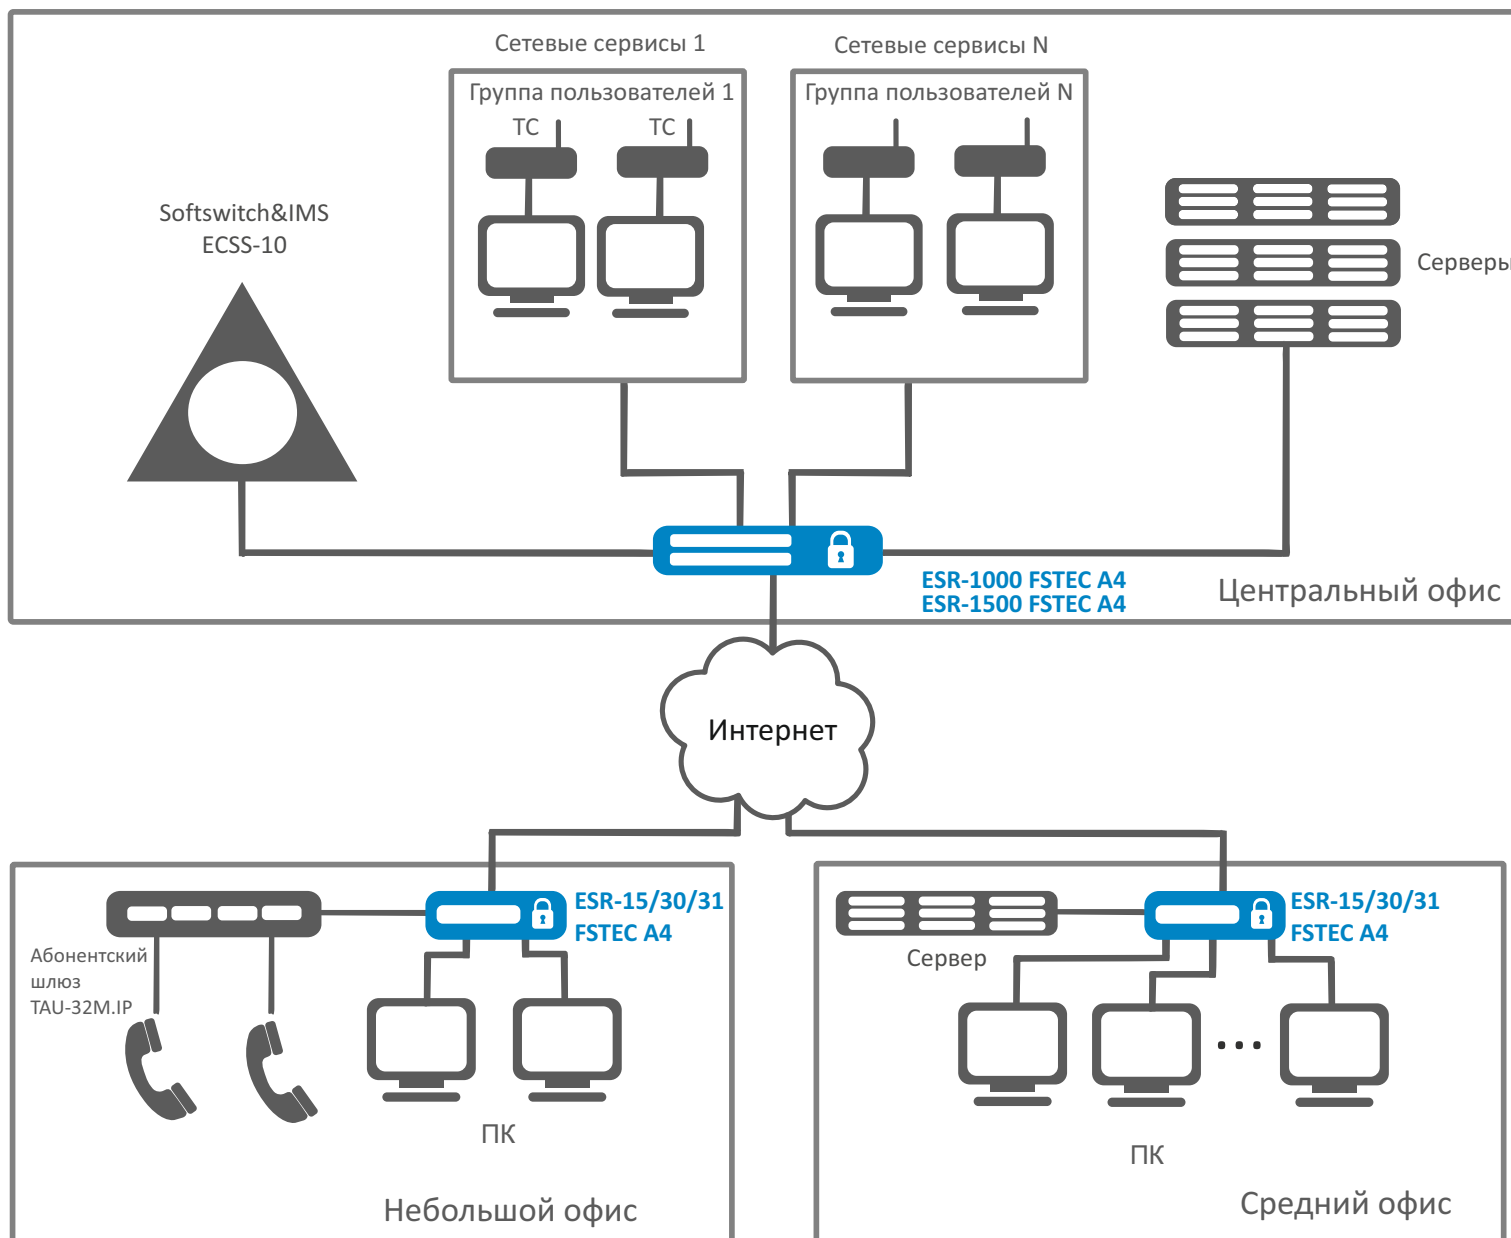 Сетевые сервисы 1
Сетевые сервисы N
Группа пользователей 1
Группа пользователей N
ТС
ТС
Softswitch&IMS
ECSS-10
Серверы
ESR-1000 FSTEC A4
ESR-1500 FSTEC A4
Центральный офис
Интернет
ESR-15/30/31
FSTEC A4
Абонентский
шлюз
TAU-32M.IP
ПК
Небольшой офис
ESR-15/30/31
FSTEC A4
Сервер
...
ПК
Средний офис